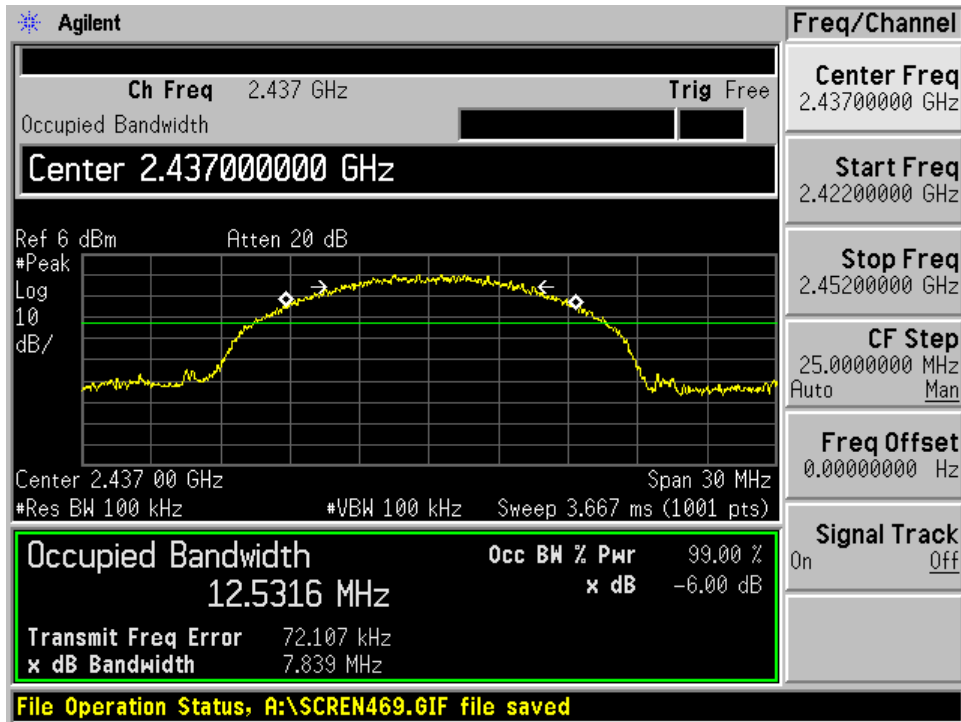 Agilent
Freq/Channel
Ch Freq 2.437 GHz Trig Free
Occupied Bandwidth
Center 2.437000000 GHz
Ref 6 dBm Atten 20 dB
#Peak
Log
10
dB/
Center 2.437 00 GHz Span 30 MHz
#Res BW 100 kHz #VBW 100 kHz Sweep 3.667 ms (1001 pts)
Occupied Bandwidth
12.5316 MHz
Occ BW % Pwr 99.00 %
x dB -6.00 dB
Transmit Freq Error 72.107 kHz
x dB Bandwidth 7.839 MHz
File Operation Status, A:\SCREN469.GIF file saved
Center Freq
2.43700000 GHz
Start Freq
2.42200000 GHz
Stop Freq
2.45200000 GHz
CF Step
25.0000000 MHz
Auto Man
Freq Offset
0.00000000 Hz
Signal Track
On Off